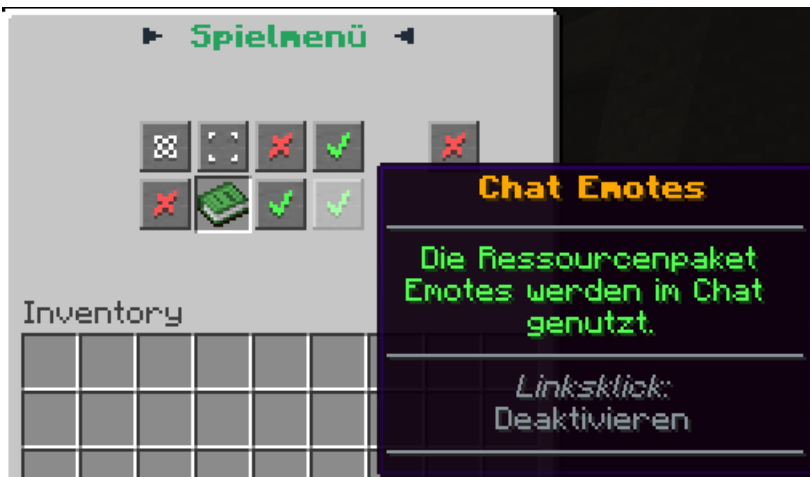 Spielmenü
Chat Emotes
Die Ressourcenpaket
Emotes werden im Chat
genutzt.
Linksklick:
Deaktivieren
Inventory